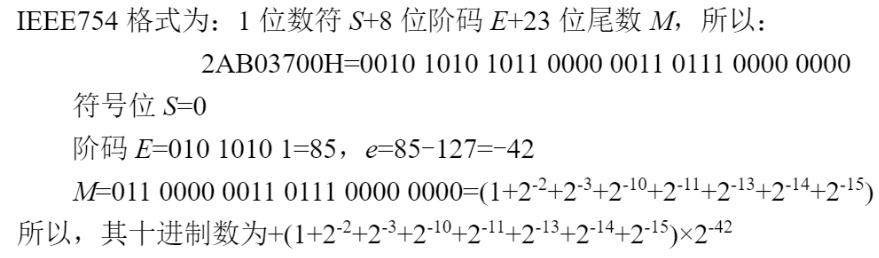 IEEE754 格式为：1 位数符 S+8 位阶码 E+23 位尾数 M，所以：
2AB03700H=0010 1010 1011 0000 0011 0111 0000 0000
符号位 S=0
阶码 E=010 1010 1=85，e=85−127=−42
M=011 0000 0011 0111 0000 0000=(1+2⁻²+2⁻³+2⁻¹⁰+2⁻¹¹+2⁻¹³+2⁻¹⁴+2⁻¹⁵)
所以，其十进制数为+(1+2⁻²+2⁻³+2⁻¹⁰+2⁻¹¹+2⁻¹³+2⁻¹⁴+2⁻¹⁵)×2⁻⁴²